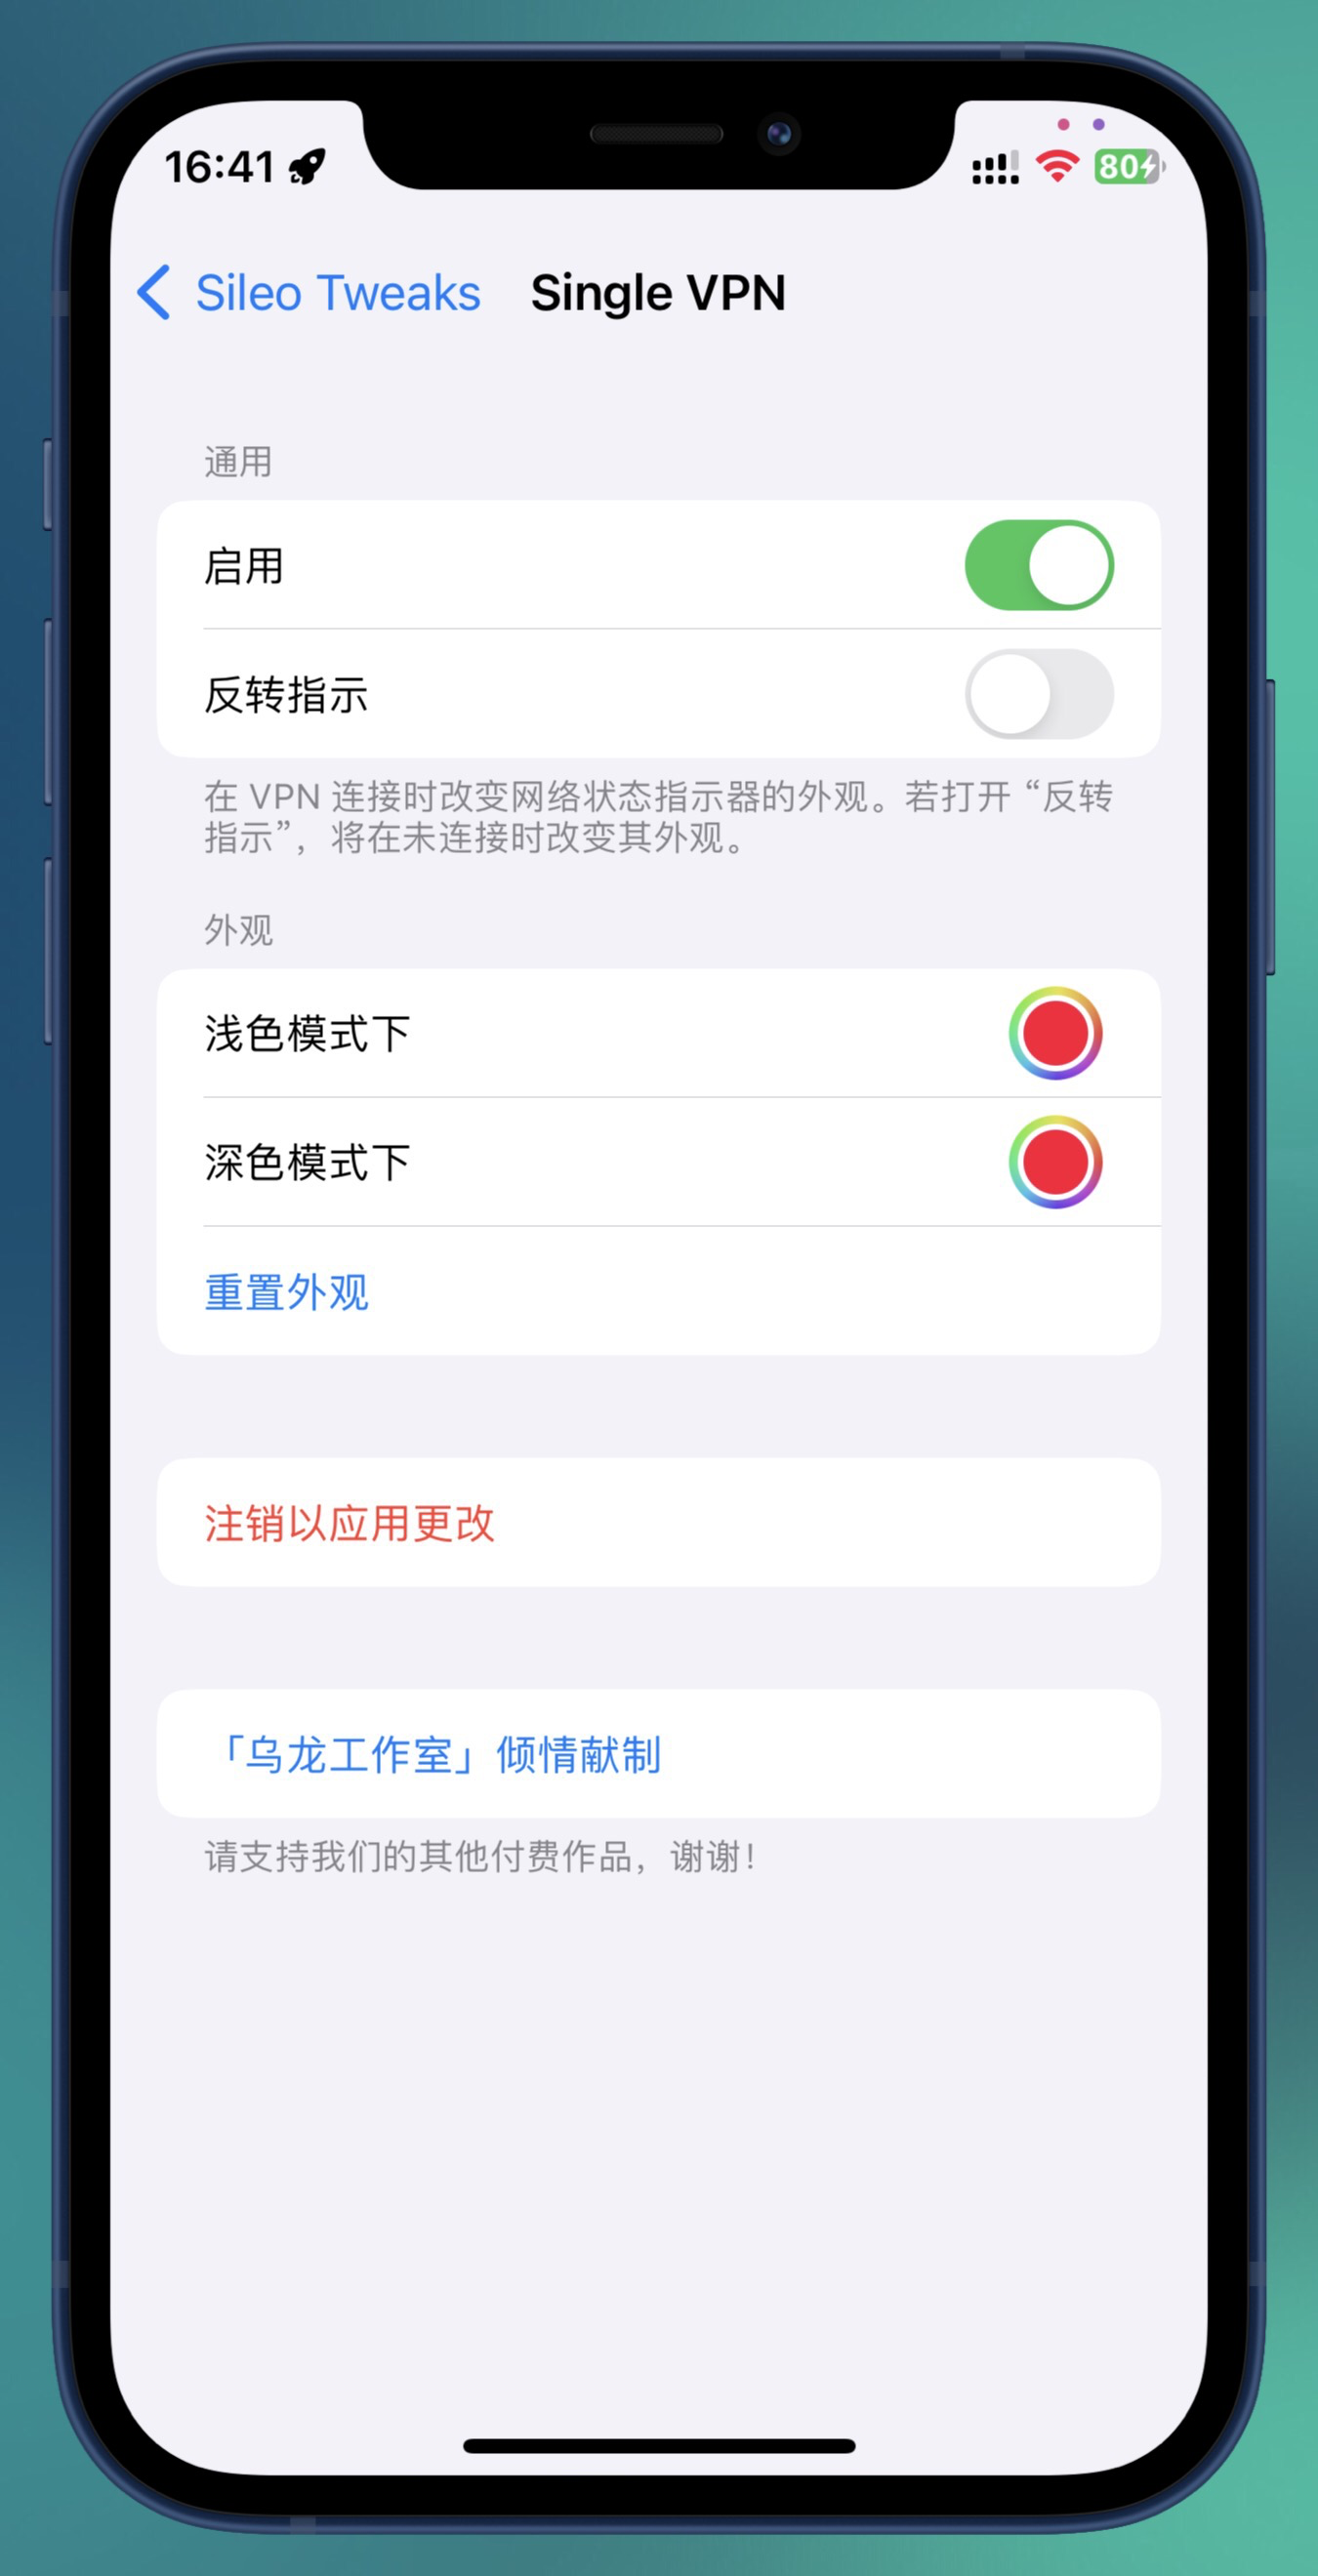 16:41
80
Sileo Tweaks
Single VPN
通用
启用
反转指示
在 VPN 连接时改变网络状态指示器的外观。若打开 “反转
指示”，将在未连接时改变其外观。
外观
浅色模式下
深色模式下
重置外观
注销以应用更改
「乌龙工作室」倾情献制
请支持我们的其他付费作品，谢谢！